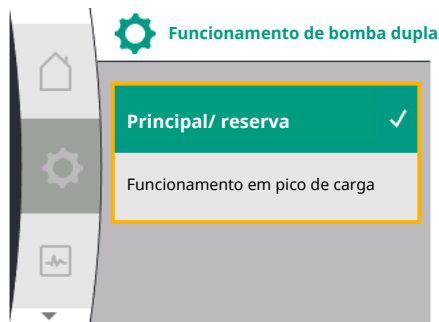 Funcionamento de bomba dupla
Principal/ reserva
Funcionamento em pico de carga